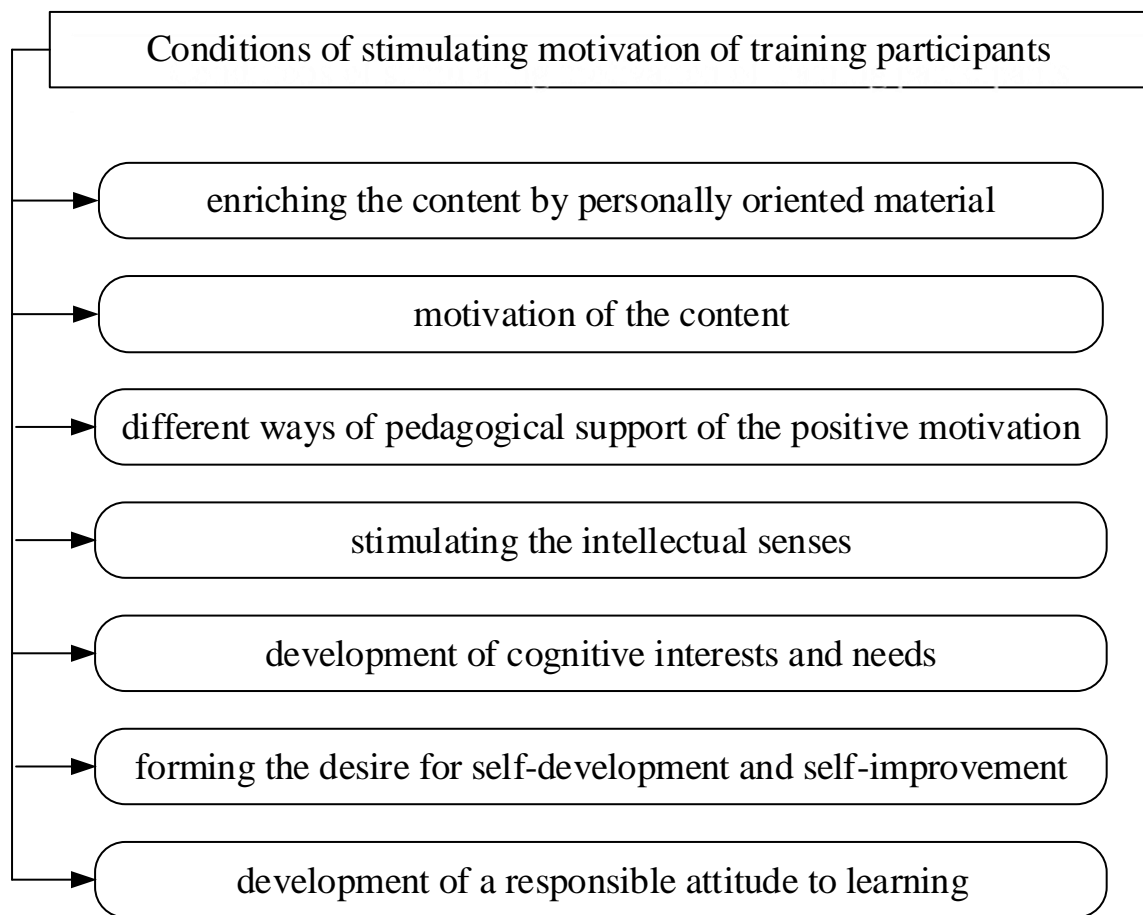 Conditions of stimulating motivation of training participants
enriching the content by personally oriented material
motivation of the content
different ways of pedagogical support of the positive motivation
stimulating the intellectual senses
development of cognitive interests and needs
forming the desire for self-development and self-improvement
development of a responsible attitude to learning